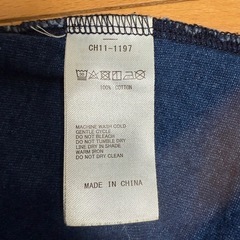 CH11-1197
100% COTTON
MACHINE WASH COLD
GENTLE CYCLE
DO NOT BLEACH
DO NOT TUMBLE DRY
LINE DRY IN SHADE
WARM IRON
DO NOT DRY CLEAN
MADE IN CHINA